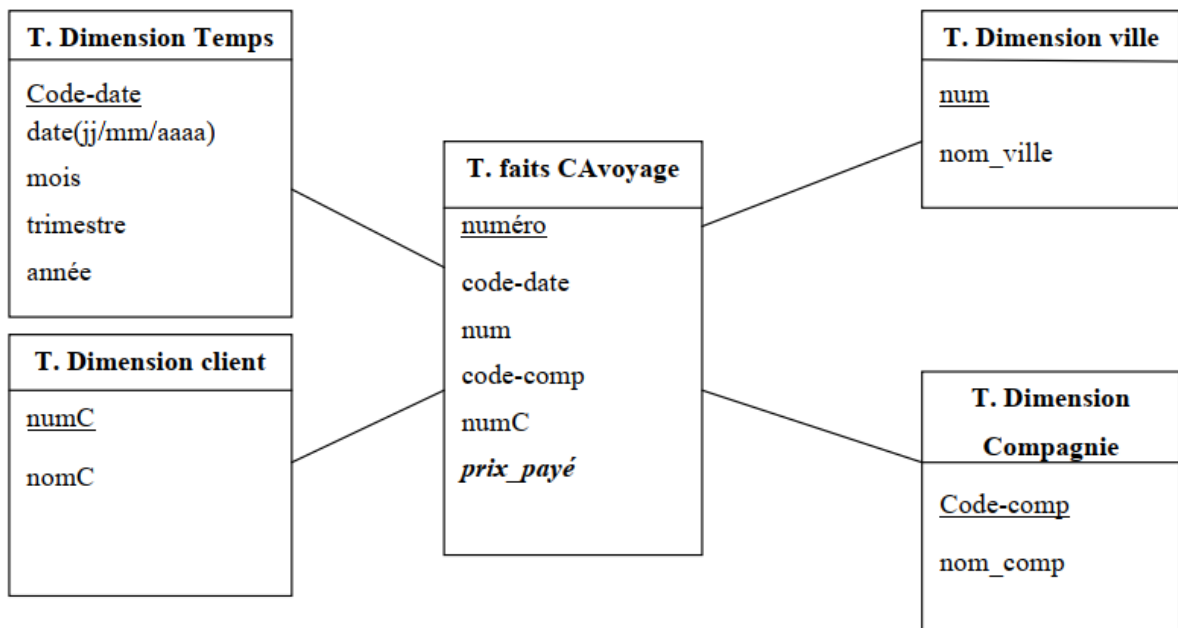 T. Dimension Temps
Code-date
date(jj/mm/aaaa)
mois
trimestre
année
T. Dimension client
numC
nomC
T. faits CAvoyage
numéro
code-date
num
code-comp
numC
prix_payé
T. Dimension ville
num
nom_ville
T. Dimension
Compagnie
Code-comp
nom_comp